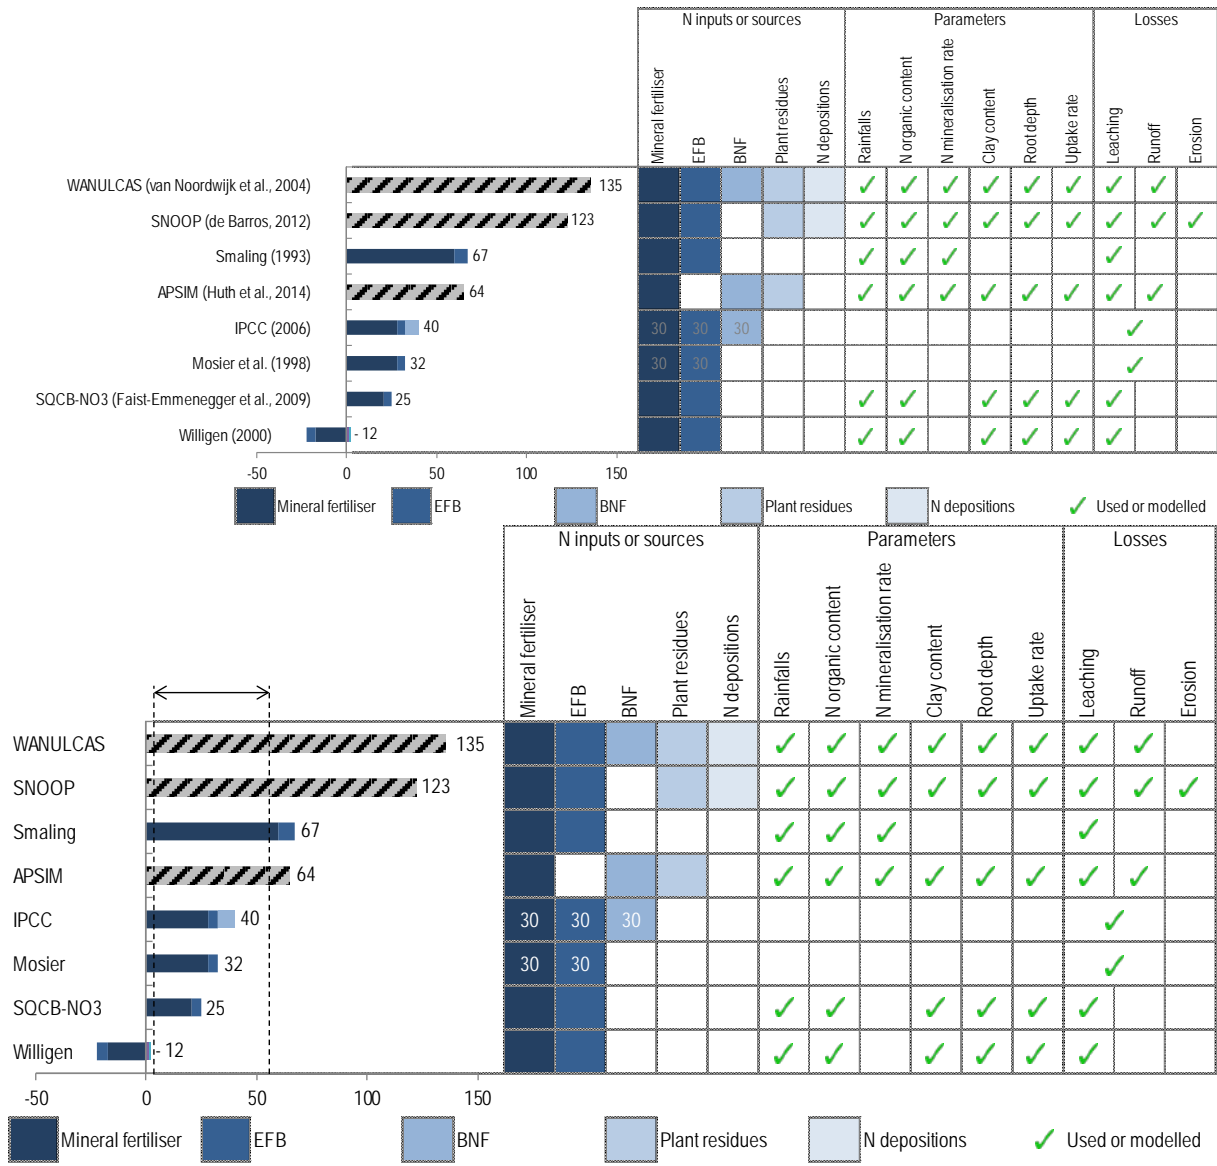 N inputs or sources Parameters Losses
Mineral fertiliser
EFB
BNF
Plant residues
N depositions
Rainfalls
N organic content
N mineralisation rate
Clay content
Root depth
Uptake rate
Leaching
Runoff
Erosion
WANULCAS (van Noordwijk et al., 2004) 135
SNOOP (de Barros, 2012) 123
Smaling (1993) 67
APSIM (Huth et al., 2014) 64
IPCC (2006) 40 30 30 30
Mosier et al. (1998) 32 30 30
SQCB-NO3 (Faist-Emmenegger et al., 2009) 25
Willigen (2000) - 12
-50 0 50 100 150
Mineral fertiliser EFB BNF Plant residues N depositions Used or modelled
N inputs or sources Parameters Losses
Mineral fertiliser
EFB
BNF
Plant residues
N depositions
Rainfalls
N organic content
N mineralisation rate
Clay content
Root depth
Uptake rate
Leaching
Runoff
Erosion
WANULCAS 135
SNOOP 123
Smaling 67
APSIM 64
IPCC 40 30 30 30
Mosier 32 30 30
SQCB-NO3 25
Willigen - 12
-50 0 50 100 150
Mineral fertiliser EFB BNF Plant residues N depositions Used or modelled